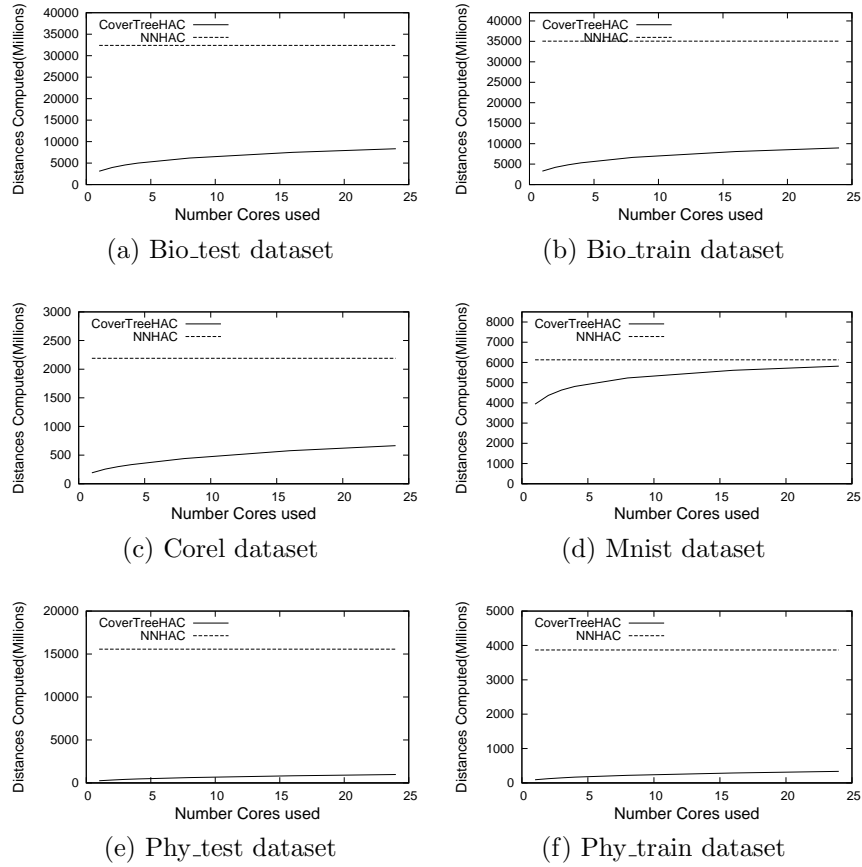 40000
35000
30000
25000
20000
15000
10000
5000
0
Distances Computed(Millions)
CoverTreeHAC
NNHAC
0 5 10 15 20 25
Number Cores used
(a) Bio_test dataset
40000
35000
30000
25000
20000
15000
10000
5000
0
Distances Computed(Millions)
CoverTreeHAC
NNHAC
0 5 10 15 20 25
Number Cores used
(b) Bio_train dataset
3000
2500
2000
1500
1000
500
0
Distances Computed(Millions)
CoverTreeHAC
NNHAC
0 5 10 15 20 25
Number Cores used
(c) Corel dataset
8000
7000
6000
5000
4000
3000
2000
1000
0
Distances Computed(Millions)
CoverTreeHAC
NNHAC
0 5 10 15 20 25
Number Cores used
(d) Mnist dataset
20000
15000
10000
5000
0
Distances Computed(Millions)
CoverTreeHAC
NNHAC
0 5 10 15 20 25
Number Cores used
(e) Phy_test dataset
5000
4000
3000
2000
1000
0
Distances Computed(Millions)
CoverTreeHAC
NNHAC
0 5 10 15 20 25
Number Cores used
(f) Phy_train dataset